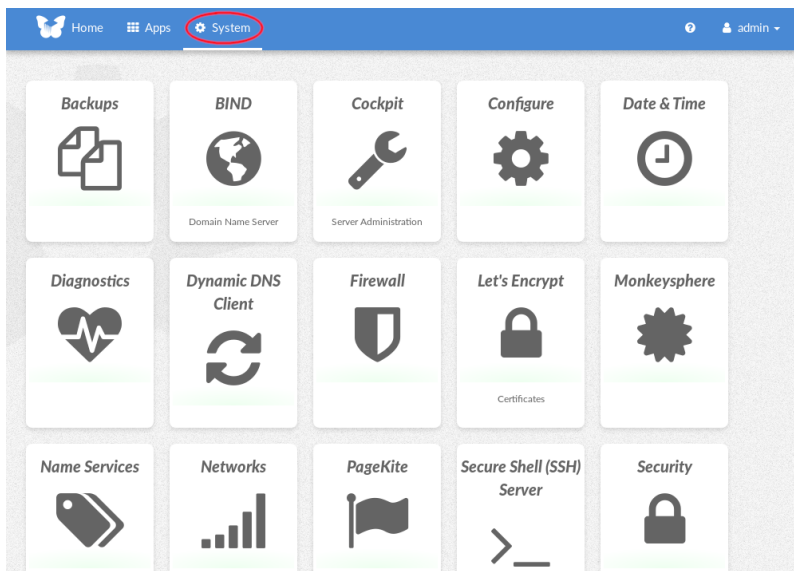 Home Apps System admin
Backups BIND Cockpit Configure Date & Time
Domain Name Server Server Administration
Diagnostics Dynamic DNS Firewall Let's Encrypt Monkeysphere
Client
Certificates
Name Services Networks PageKite Secure Shell (SSH) Security
Server